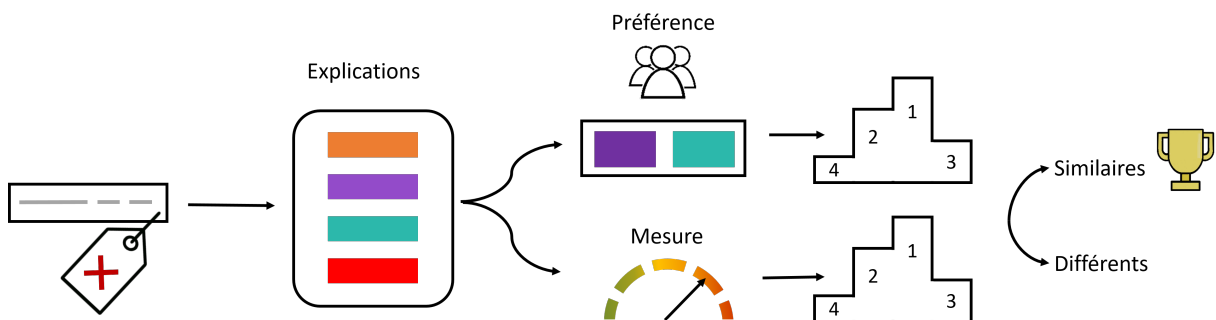 Préférence
Explications
1
2
3
4
Similaires
Mesure
Différents
1
2
3
4